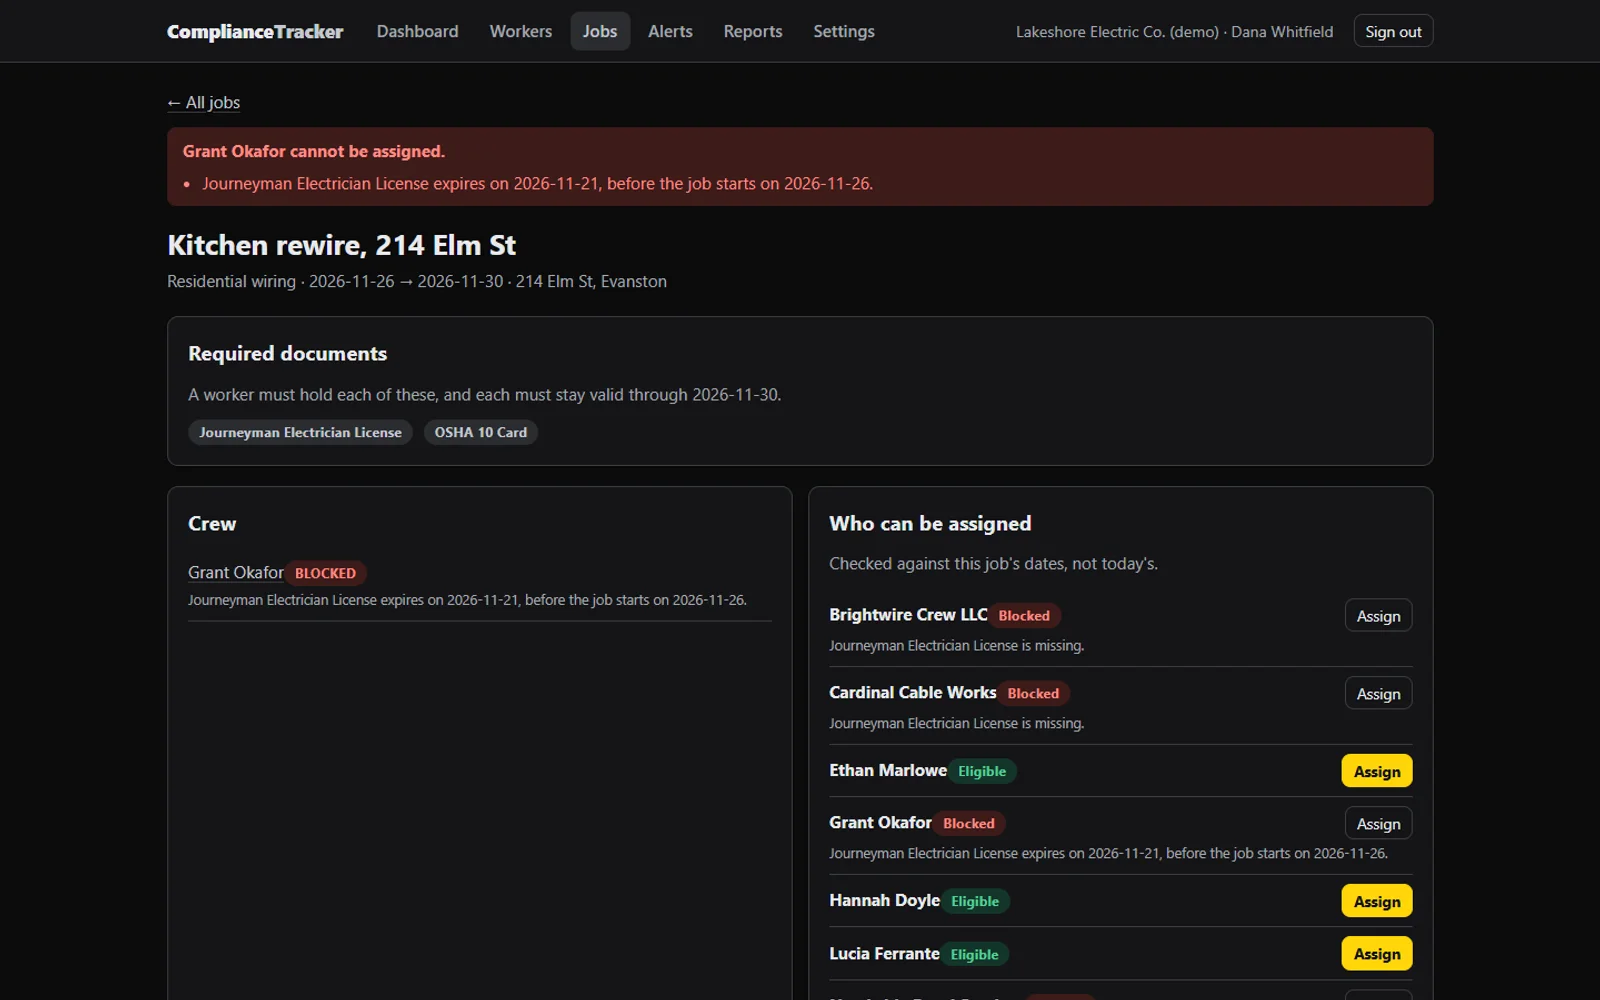 ComplianceTracker Dashboard Workers Jobs Alerts Reports Settings Lakeshore Electric Co. (demo) · Dana Whitfield Sign out
← All jobs
Grant Okafor cannot be assigned.
• Journeyman Electrician License expires on 2026-11-21, before the job starts on 2026-11-26.
Kitchen rewire, 214 Elm St
Residential wiring · 2026-11-26 → 2026-11-30 · 214 Elm St, Evanston
Required documents
A worker must hold each of these, and each must stay valid through 2026-11-30.
Journeyman Electrician License OSHA 10 Card
Crew
Grant Okafor BLOCKED
Journeyman Electrician License expires on 2026-11-21, before the job starts on 2026-11-26.
Who can be assigned
Checked against this job's dates, not today's.
Brightwire Crew LLC Blocked Assign
Journeyman Electrician License is missing.
Cardinal Cable Works Blocked Assign
Journeyman Electrician License is missing.
Ethan Marlowe Eligible Assign
Grant Okafor Blocked Assign
Journeyman Electrician License expires on 2026-11-21, before the job starts on 2026-11-26.
Hannah Doyle Eligible Assign
Lucia Ferrante Eligible Assign